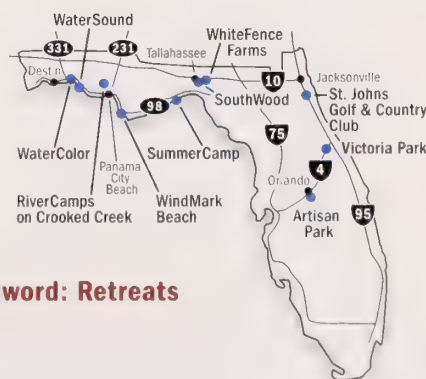 WaterSound
331
231
WhiteFence
Farms
Tallahassee
Destin
10
Jacksonville
SouthWood
St. Johns
Golf & Country
Club
98
75
WaterColor
SummerCamp
Victoria Park
Panama
City
Beach
4
Orlando
RiverCamps
on Crooked Creek
WindMark
Beach
Artisan
Park
95
word: Retreats